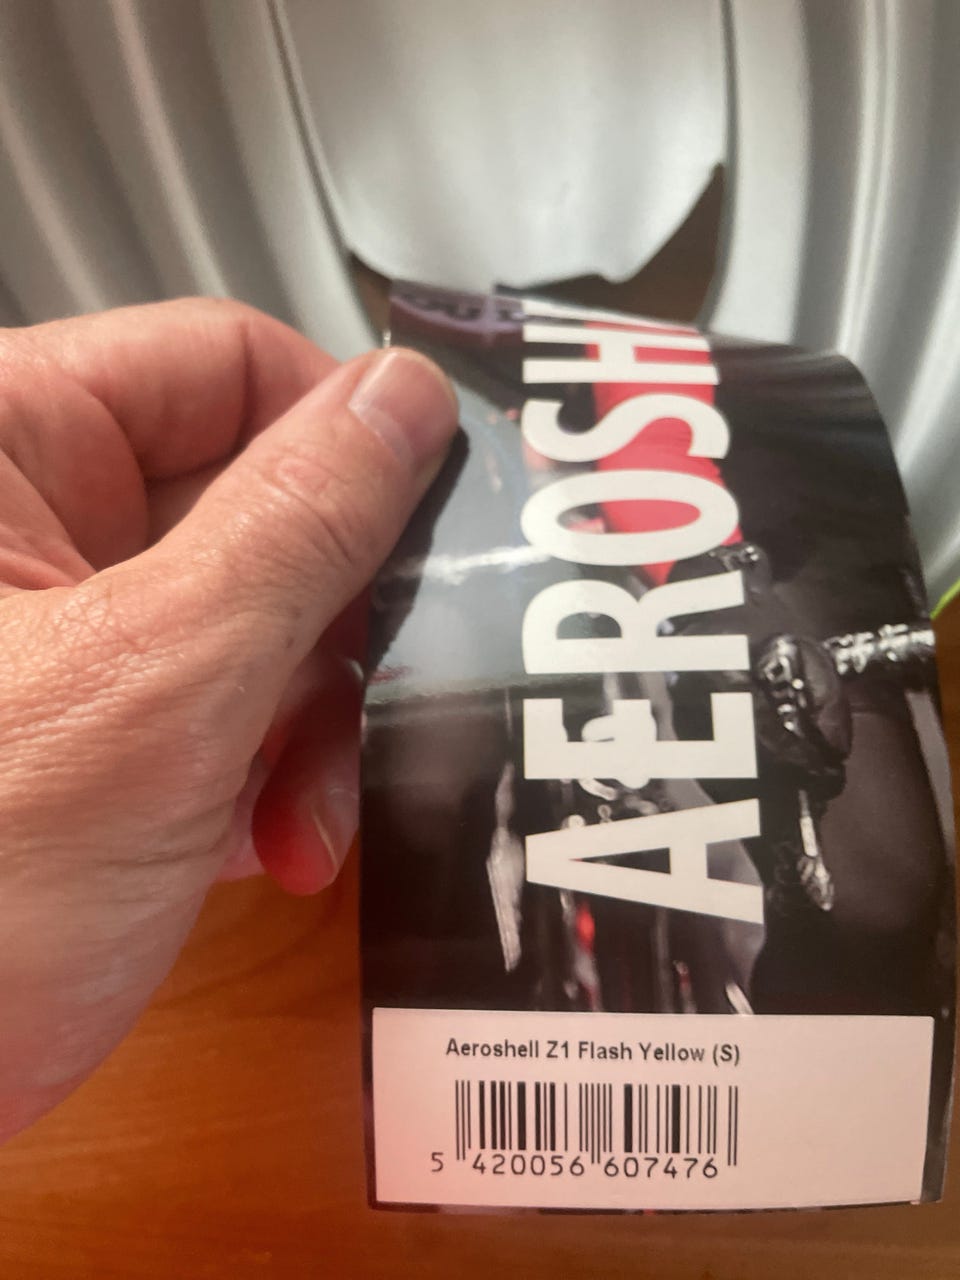 AEROSH
Aeroshell Z1 Flash Yellow (S)
5 420056 607476